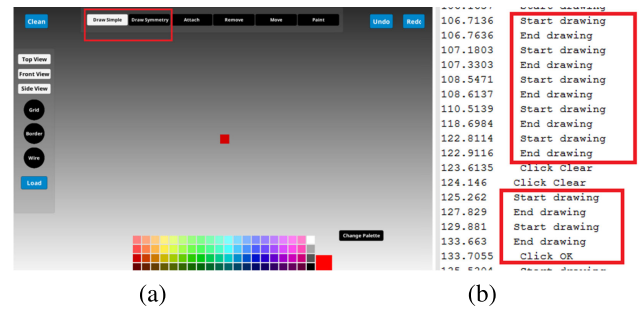 Clean
Draw Simple Draw Symmetry Attach Remove Move Paint
Undo Redo
Top View
Front View
Side View
Grid
Border
Wire
Load
Change Palette
(a)
Start drawing
106.7136 Start drawing
106.7636 End drawing
107.1803 Start drawing
107.3303 End drawing
108.5471 Start drawing
108.6137 End drawing
110.5139 Start drawing
118.6984 End drawing
122.8114 Start drawing
122.9116 End drawing
123.6135 Click Clear
124.146 Click Clear
125.262 Start drawing
127.829 End drawing
129.881 Start drawing
133.663 End drawing
133.7055 Click OK
Start drawing
(b)